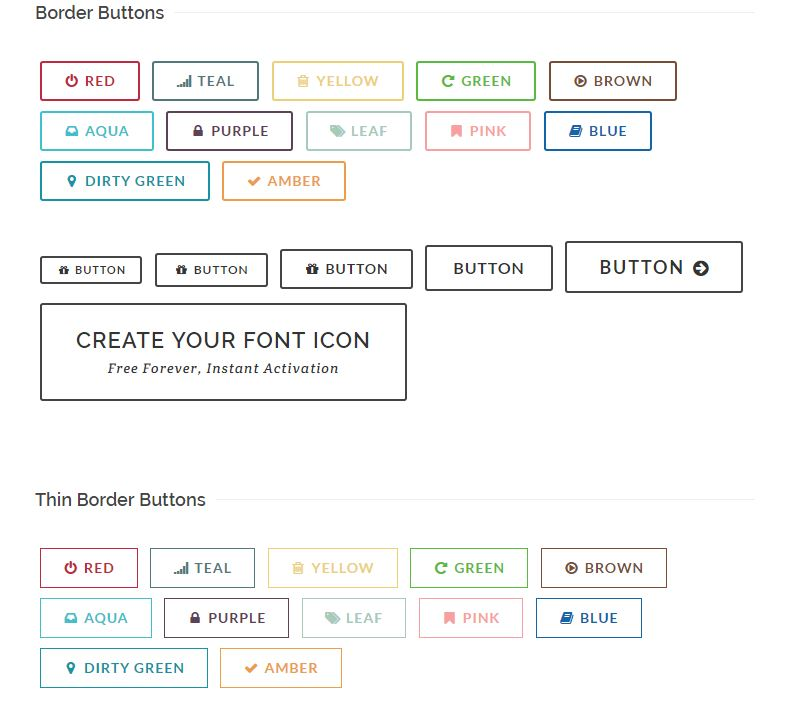 Border Buttons
RED TEAL YELLOW GREEN BROWN
AQUA PURPLE LEAF PINK BLUE
DIRTY GREEN AMBER
BUTTON BUTTON BUTTON BUTTON BUTTON
CREATE YOUR FONT ICON
Free Forever, Instant Activation
Thin Border Buttons
RED TEAL YELLOW GREEN BROWN
AQUA PURPLE LEAF PINK BLUE
DIRTY GREEN AMBER